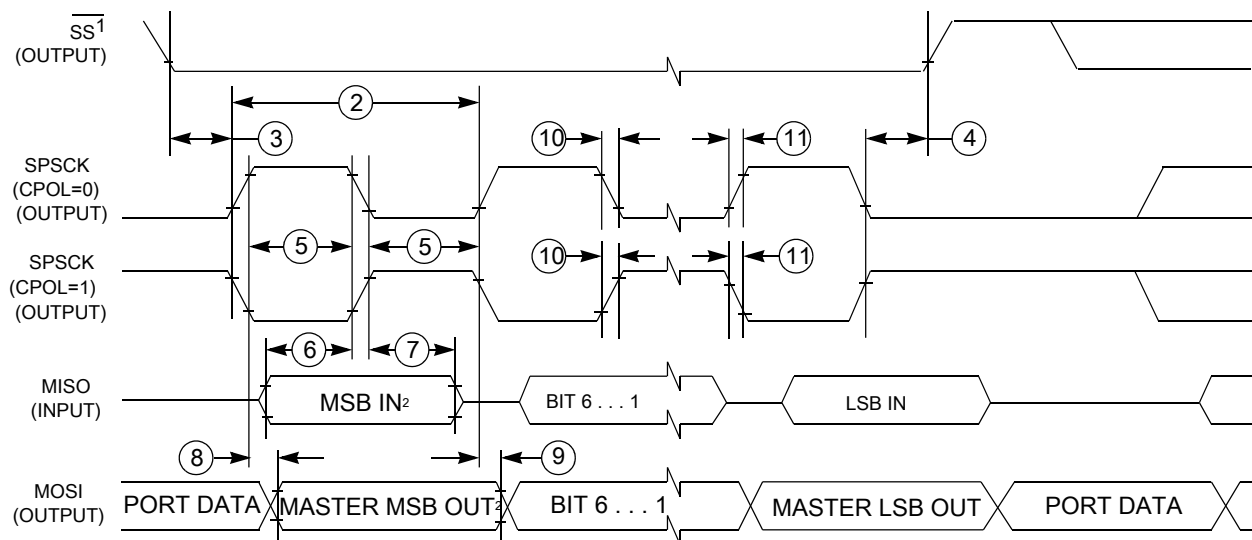 SS1
(OUTPUT)
2
3
10
11
4
SPSCK
(CPOL=0)
(OUTPUT)
5
5
SPSCK
(CPOL=1)
(OUTPUT)
10
11
6
7
MISO
(INPUT)
MSB IN2
BIT 6 . . . 1
LSB IN
8
9
MOSI
(OUTPUT)
PORT DATA
MASTER MSB OUT2
BIT 6 . . . 1
MASTER LSB OUT
PORT DATA